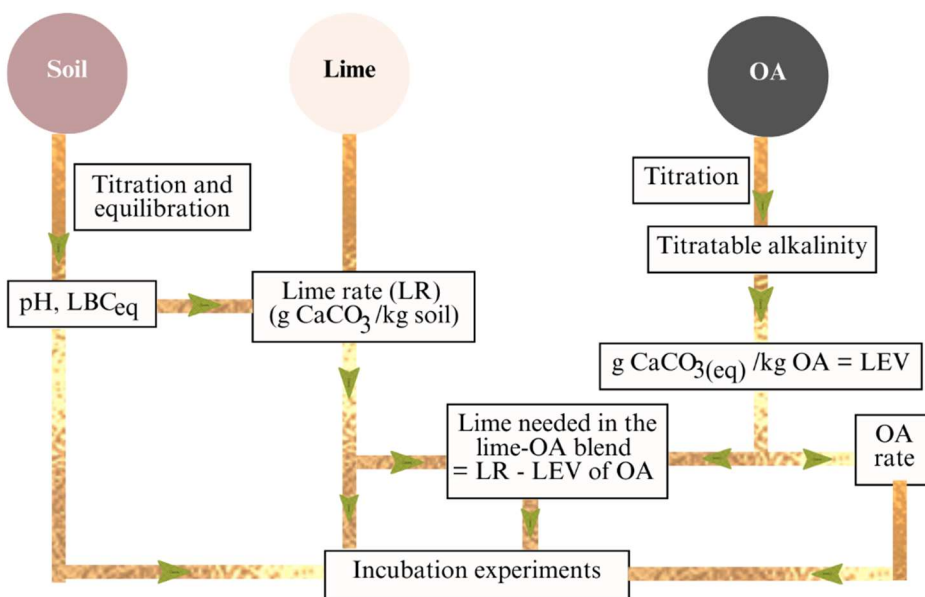 Soil
Lime
OA
Titration and
equilibration
Titration
Titratable alkalinity
pH, LBCeq
Lime rate (LR)
(g CaCO3 /kg soil)
g CaCO3(eq) /kg OA = LEV
Lime needed in the
lime-OA blend
= LR - LEV of OA
OA
rate
Incubation experiments